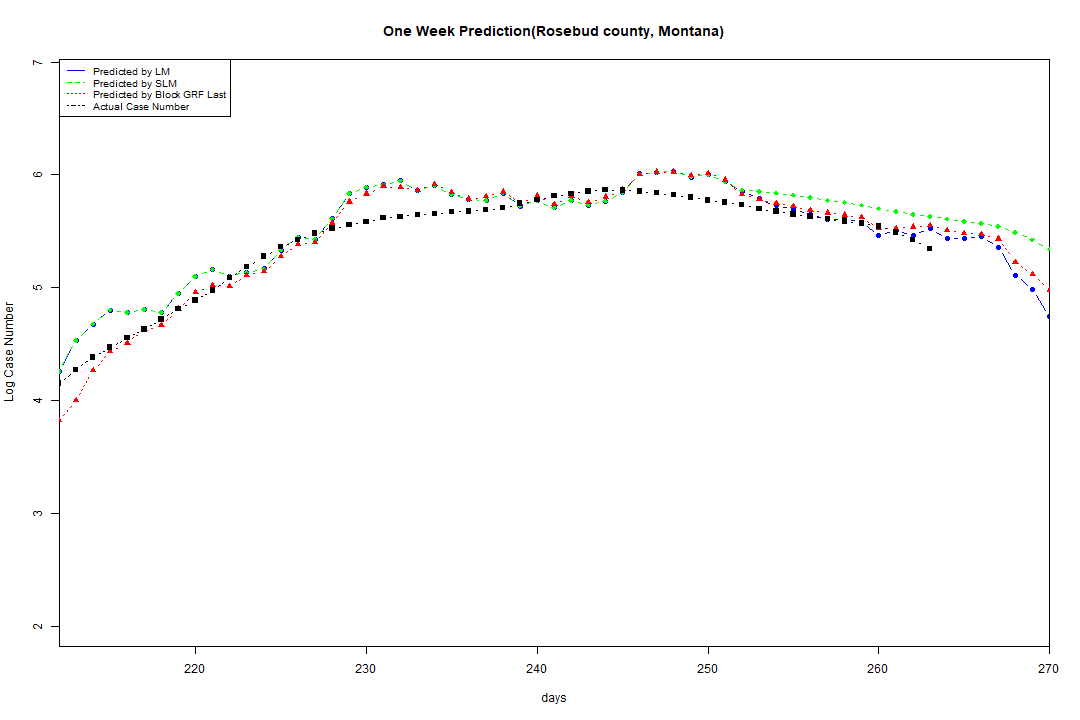 One Week Prediction(Rosebud county, Montana)
Predicted by LM
Predicted by SLM
Predicted by Block GRF Last
Actual Case Number
Log Case Number
7
6
5
4
3
2
220 230 240 250 260 270
days